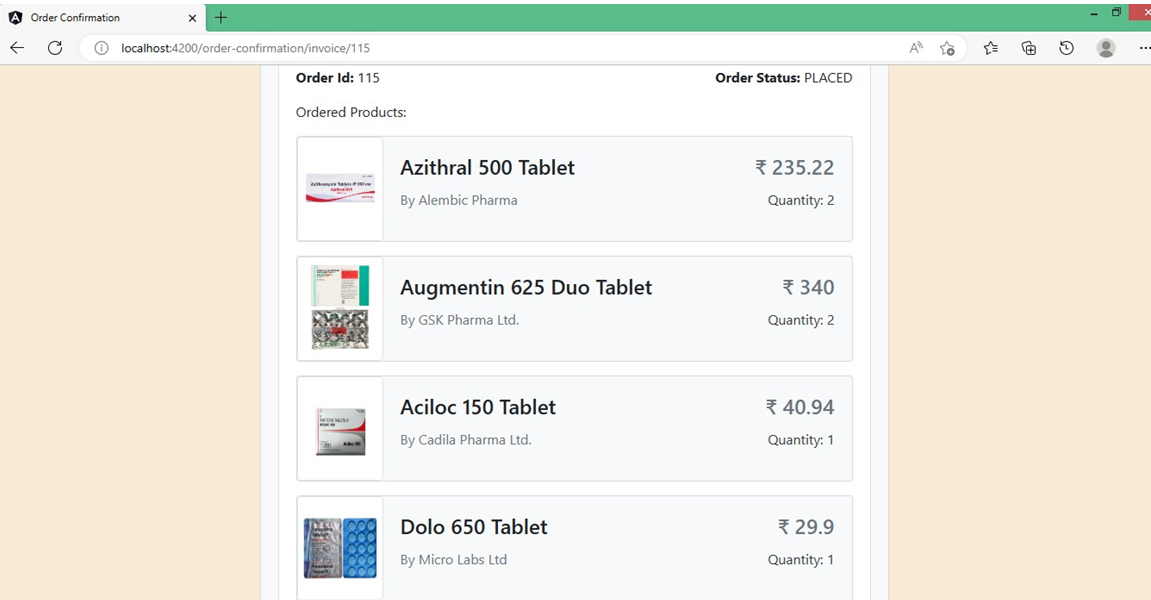 Order Confirmation
localhost:4200/order-confirmation/invoice/115
Order Id: 115
Order Status: PLACED
Ordered Products:
Azithral 500 Tablet
₹ 235.22
By Alembic Pharma
Quantity: 2
Augmentin 625 Duo Tablet
₹ 340
By GSK Pharma Ltd.
Quantity: 2
Aciloc 150 Tablet
₹ 40.94
By Cadila Pharma Ltd.
Quantity: 1
Dolo 650 Tablet
₹ 29.9
By Micro Labs Ltd
Quantity: 1